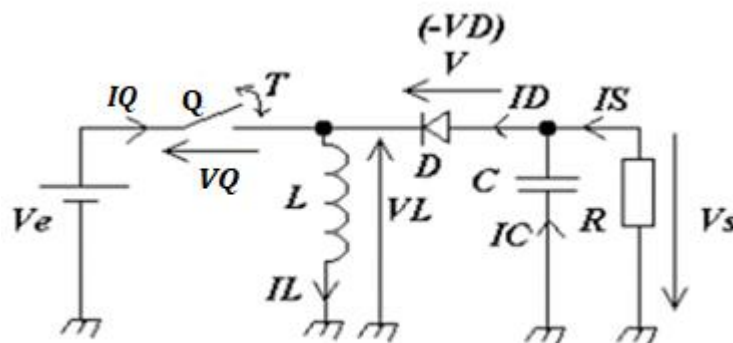 (-VD)
V
IQ Q T ID IS
VQ D
Ve L VL C R Vs
IL IC